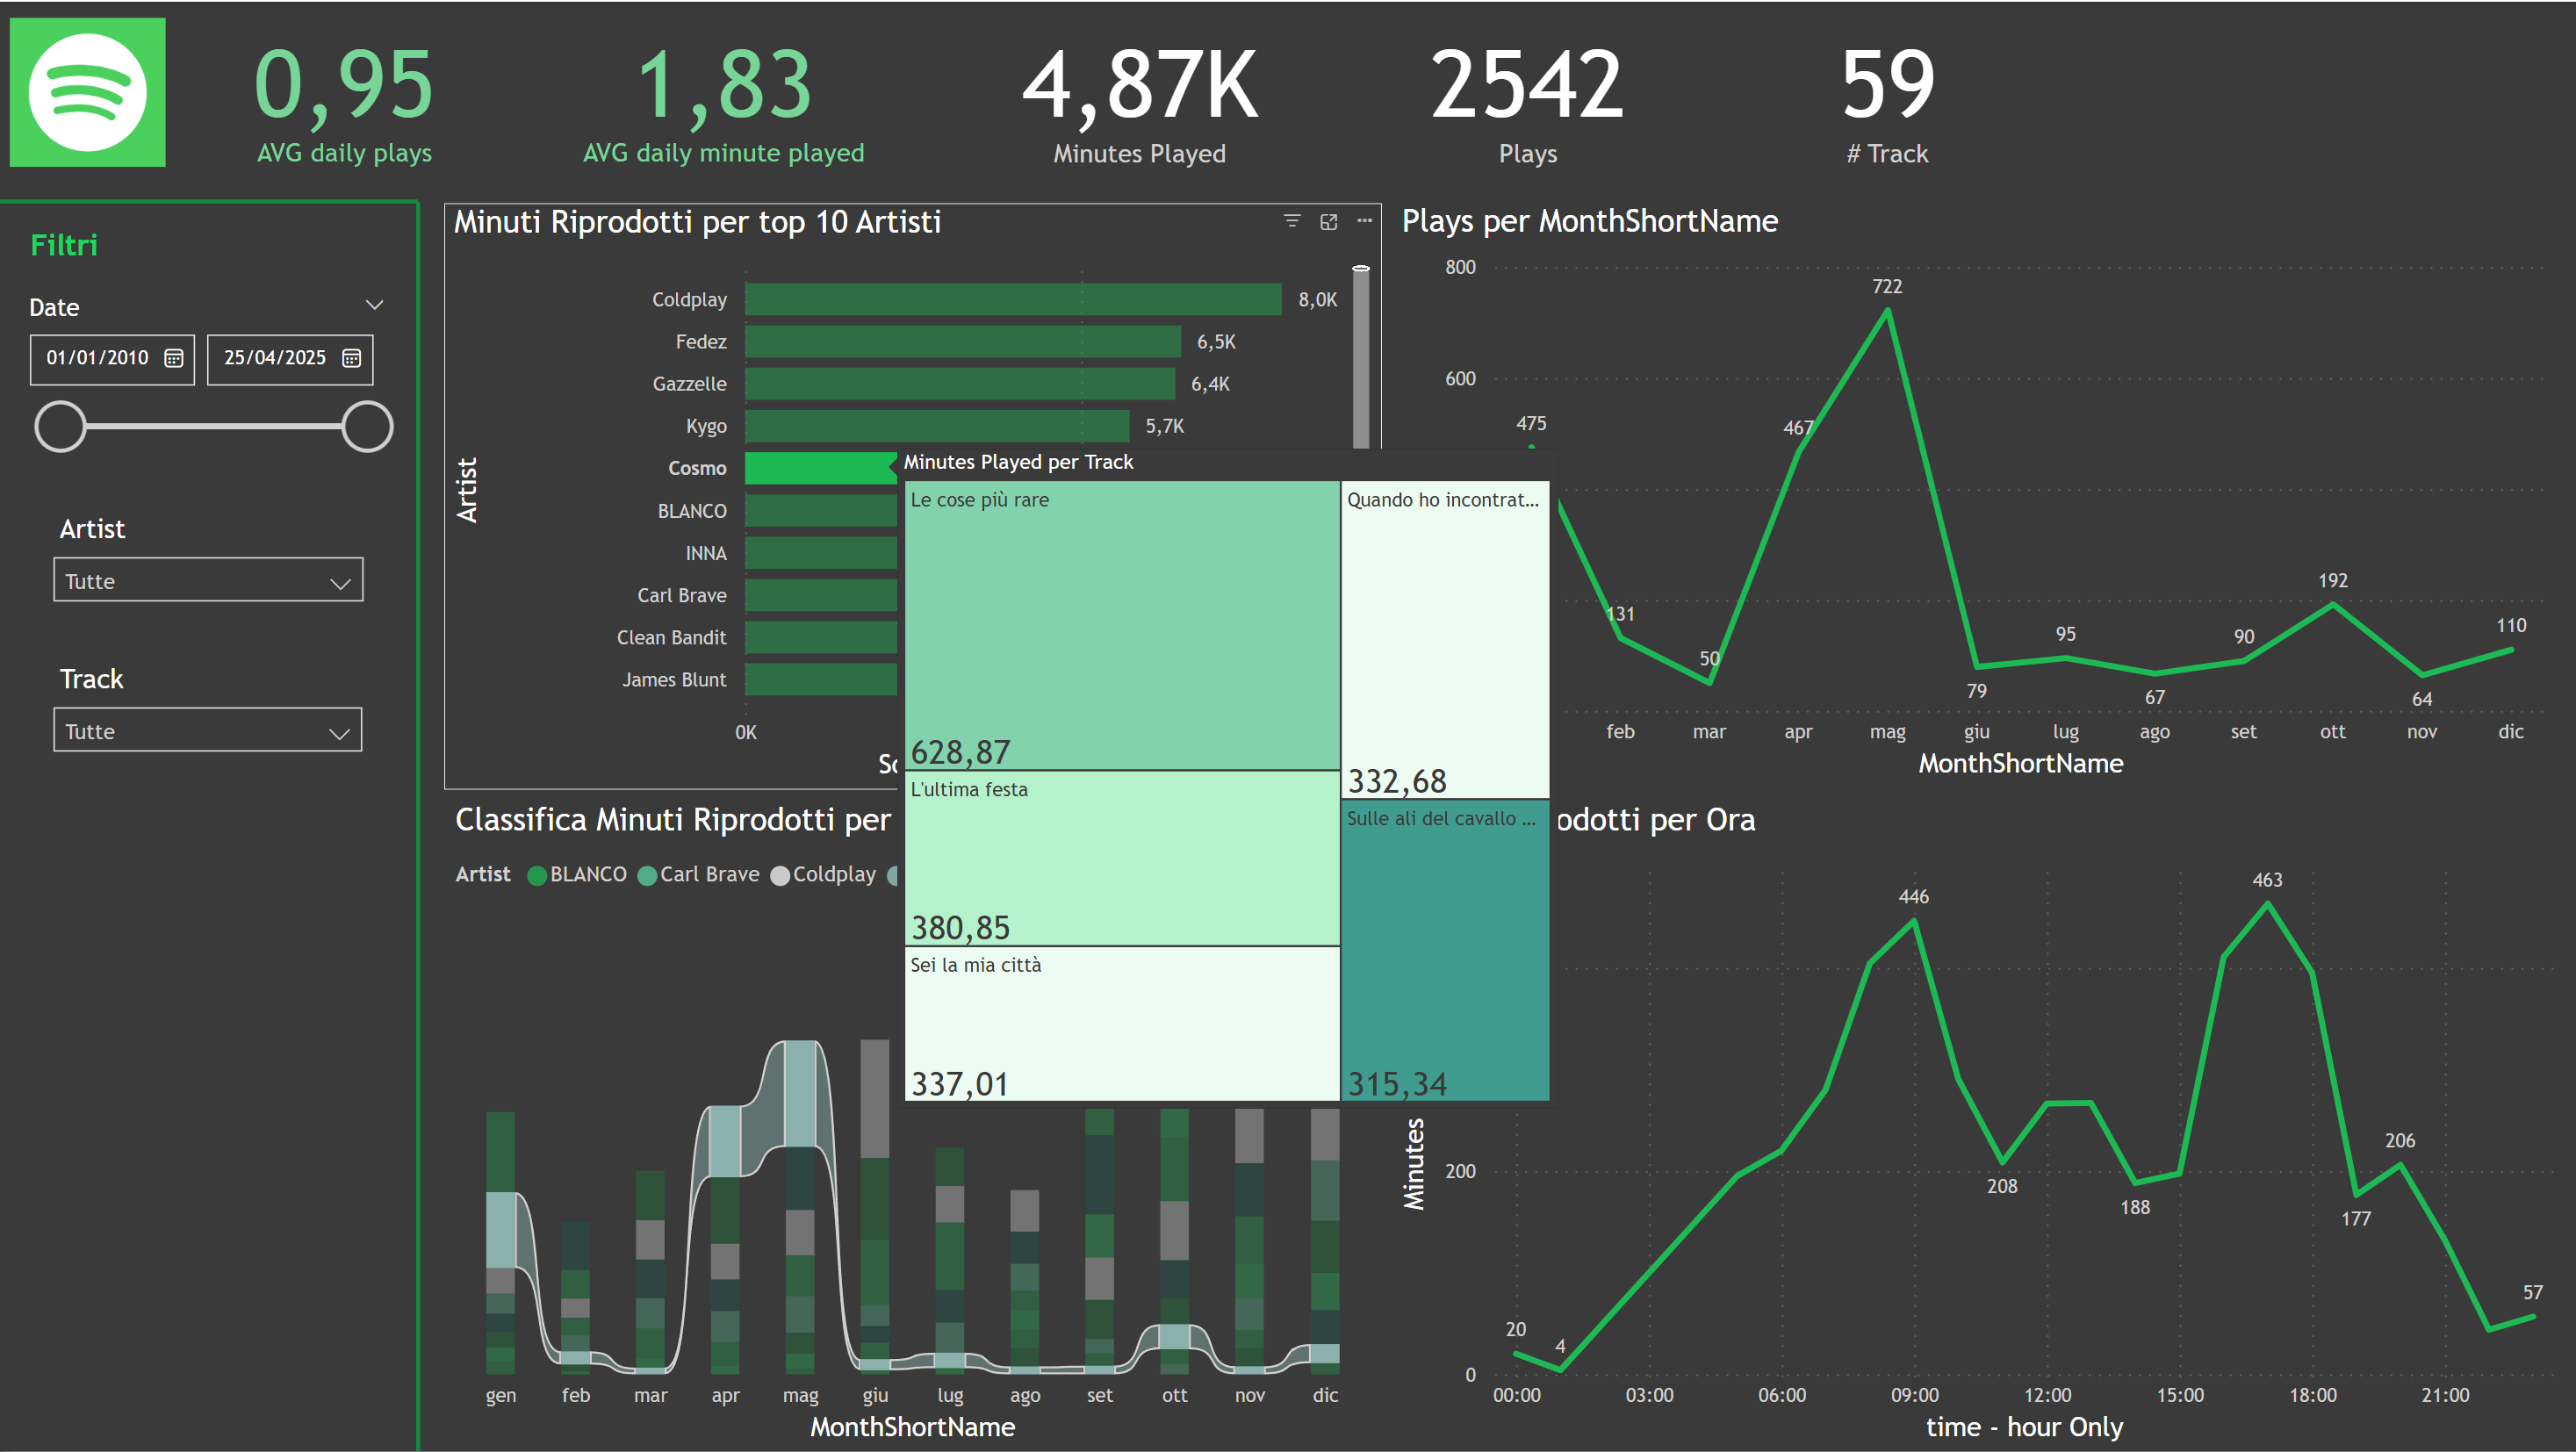 0,95
AVG daily plays
1,83
AVG daily minute played
4,87K
Minutes Played
2542
Plays
59
# Track
Filtri
Date
01/01/2010
25/04/2025
Artist
Tutte
Track
Tutte
Minuti Riprodotti per top 10 Artisti
Artist
Coldplay
8,0K
Fedez
6,5K
Gazzelle
6,4K
Kygo
5,7K
Cosmo
BLANCO
INNA
Carl Brave
Clean Bandit
James Blunt
0K
Minutes Played per Track
Le cose più rare
628,87
L'ultima festa
380,85
Sei la mia città
337,01
Quando ho incontrat...
332,68
Sulle ali del cavallo ...
315,34
Plays per MonthShortName
800
600
475
131
50
467
722
79
95
67
90
192
64
110
feb
mar
apr
mag
giu
lug
ago
set
ott
nov
dic
MonthShortName
Classifica Minuti Riprodotti per
Artist
BLANCO
Carl Brave
Coldplay
gen
feb
mar
apr
mag
giu
lug
ago
set
ott
nov
dic
MonthShortName
odotti per Ora
Minutes
200
0
20
4
446
208
188
463
177
206
57
00:00
03:00
06:00
09:00
12:00
15:00
18:00
21:00
time - hour Only